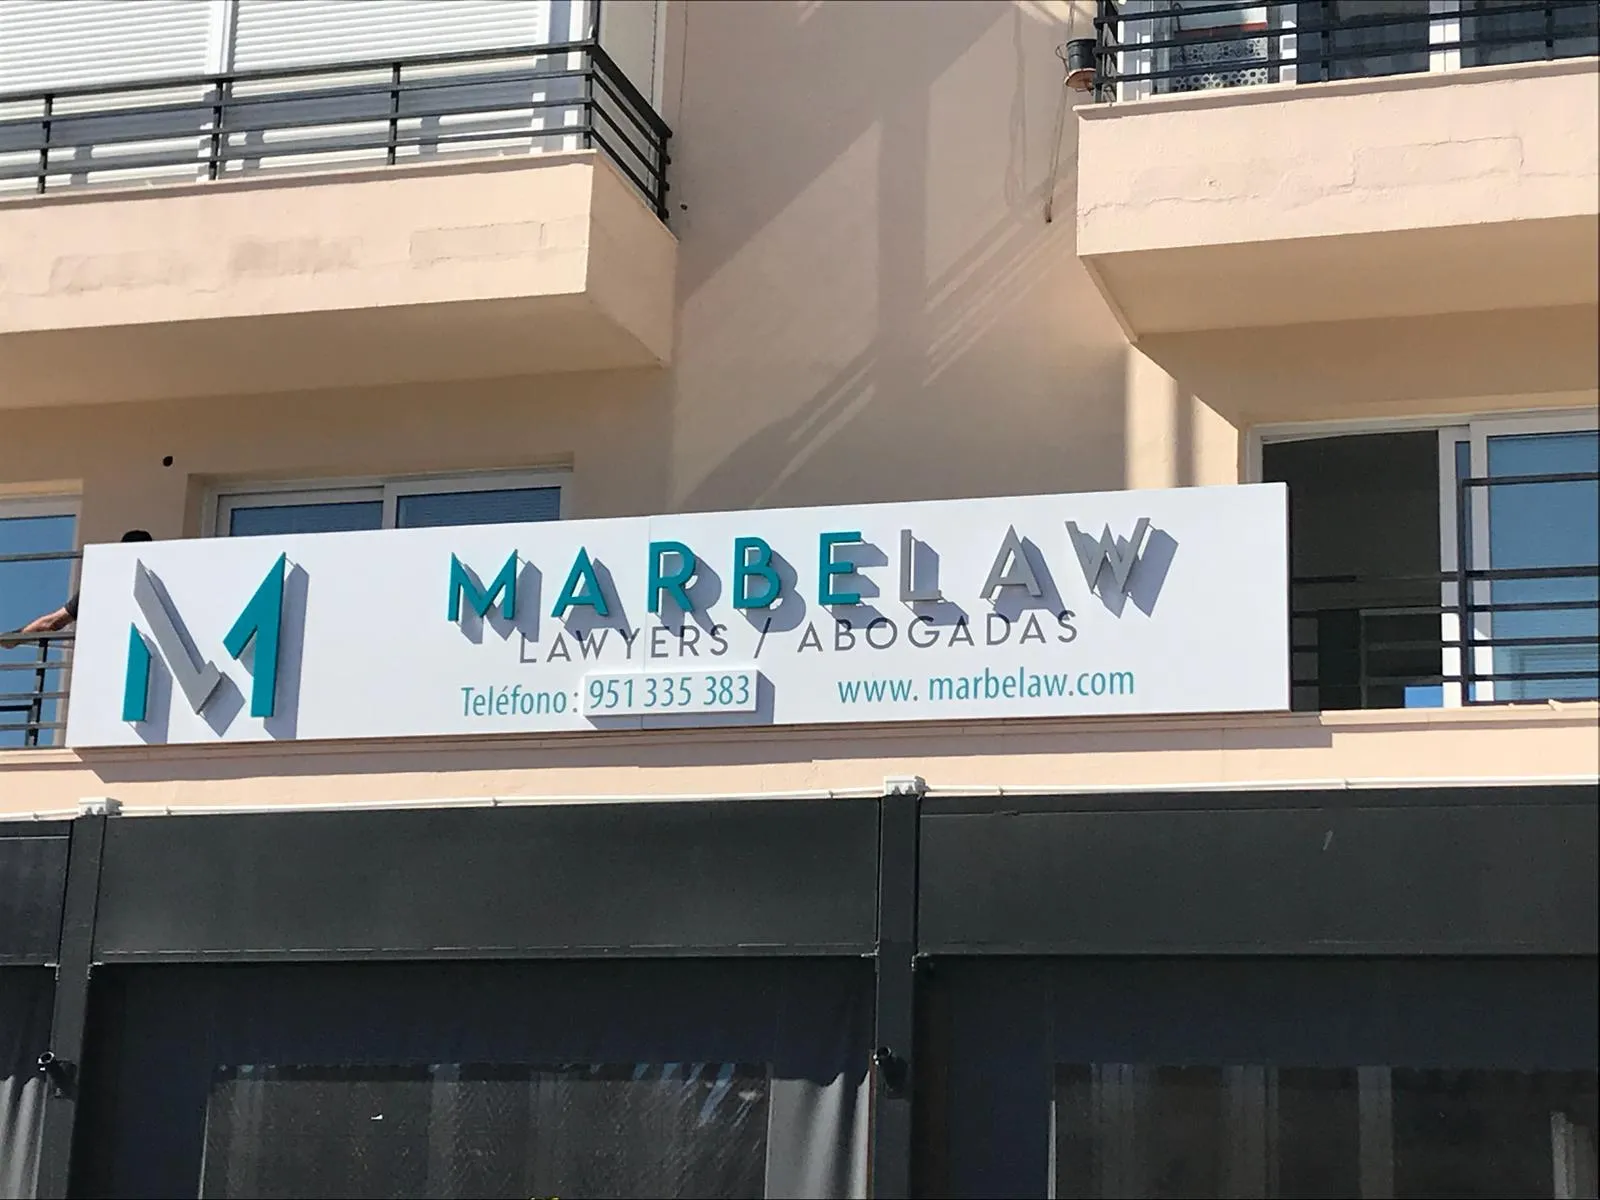 M
MARBELAW
LAWYERS / ABOGADAS
Teléfono: 951 335 383 www. marbelaw.com